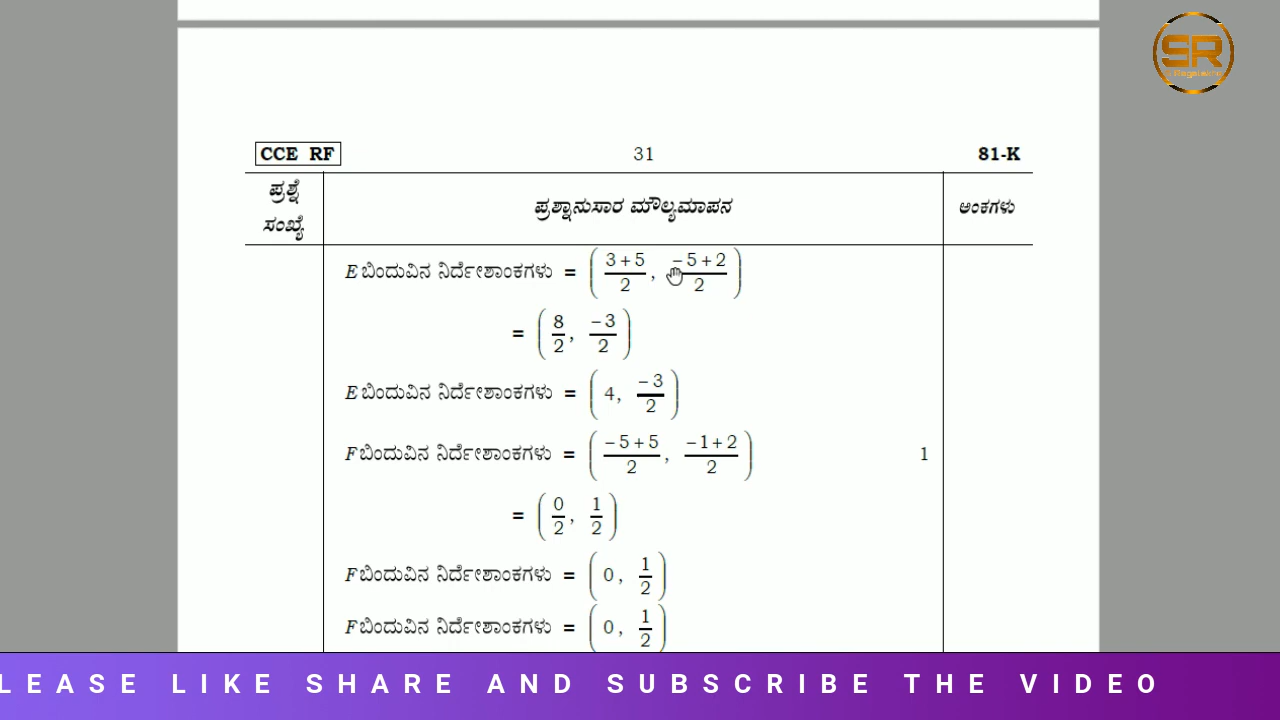 SR
CCE RF 31 81-K
ಪ್ರಶ್ನೆ ಸಂಖ್ಯೆ ಪ್ರಶ್ನಾನುಸಾರ ಮೌಲ್ಯಮಾಪನ ಅಂಕಗಳು
E ಬಿಂದುವಿನ ನಿರ್ದೇಶಾಂಕಗಳು = ( (3 + 5)/2 , (– 5 + 2)/2 )
= ( 8/2 , –3/2 )
E ಬಿಂದುವಿನ ನಿರ್ದೇಶಾಂಕಗಳು = ( 4, –3/2 )
F ಬಿಂದುವಿನ ನಿರ್ದೇಶಾಂಕಗಳು = ( (–5 + 5)/2 , (–1 + 2)/2 ) 1
= ( 0/2 , 1/2 )
F ಬಿಂದುವಿನ ನಿರ್ದೇಶಾಂಕಗಳು = ( 0 , 1/2 )
F ಬಿಂದುವಿನ ನಿರ್ದೇಶಾಂಕಗಳು = ( 0 , 1/2 )
LEASE LIKE SHARE AND SUBSCRIBE THE VIDEO